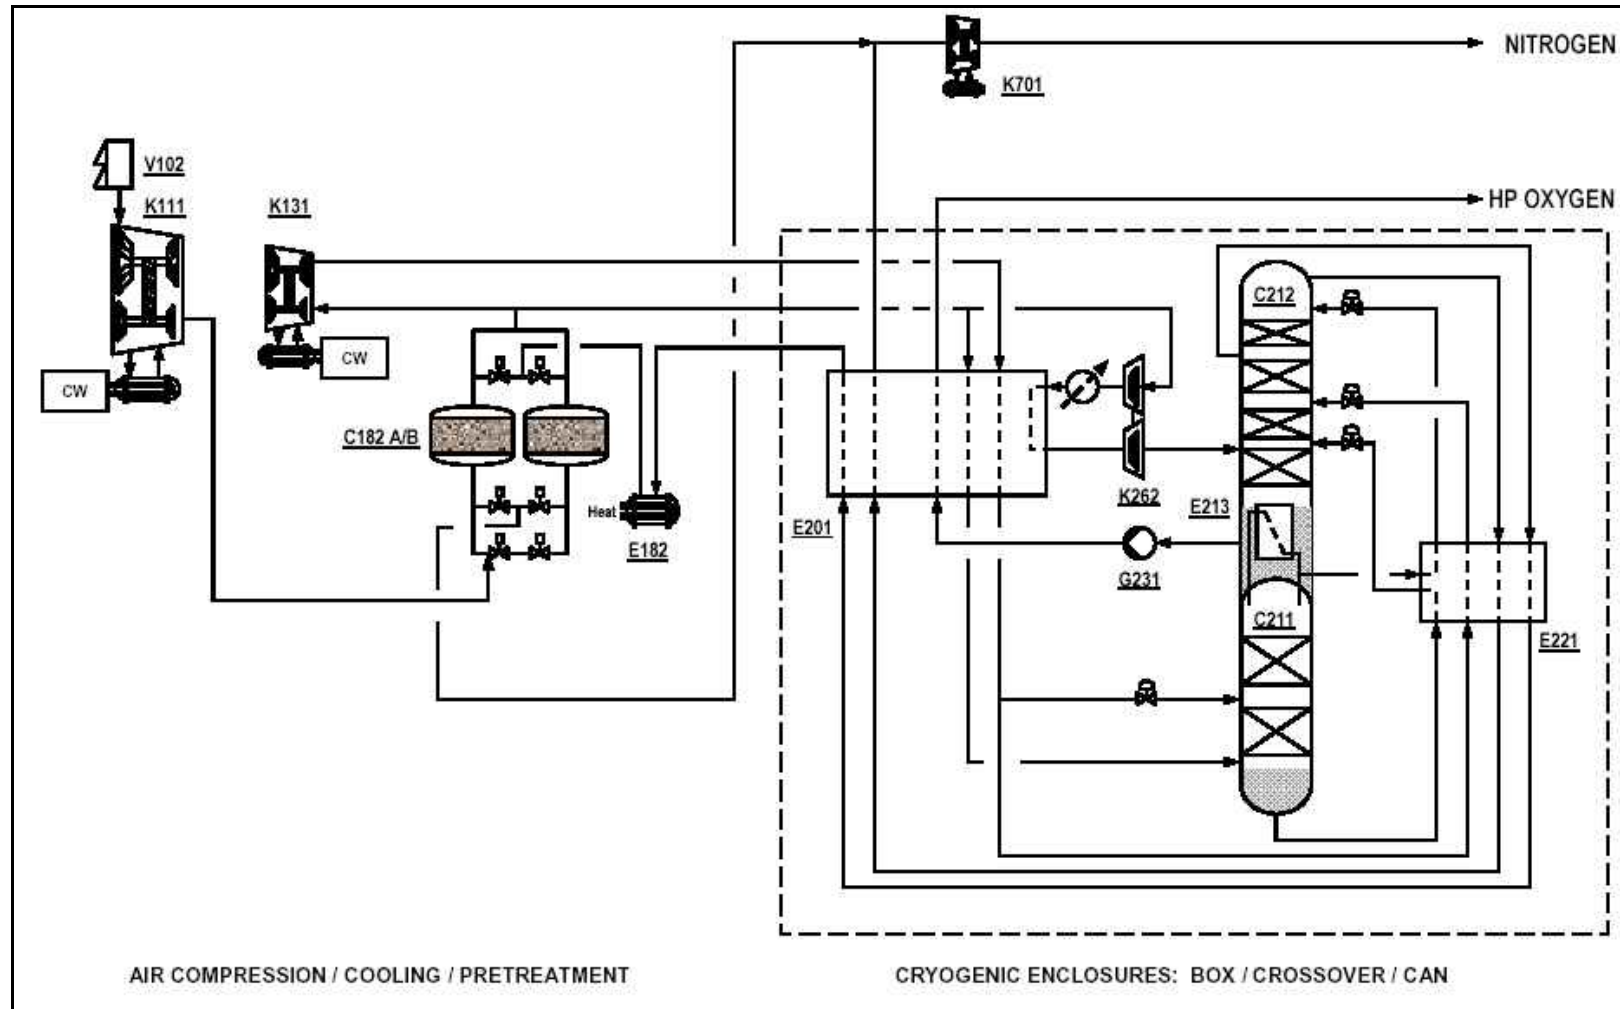 NITROGEN
K701
V102
K111
K131
HP OXYGEN
CW
CW
C182 A/B
Heat
E182
E201
K262
G231
E213
C212
C211
E221
AIR COMPRESSION / COOLING / PRETREATMENT
CRYOGENIC ENCLOSURES: BOX / CROSSOVER / CAN